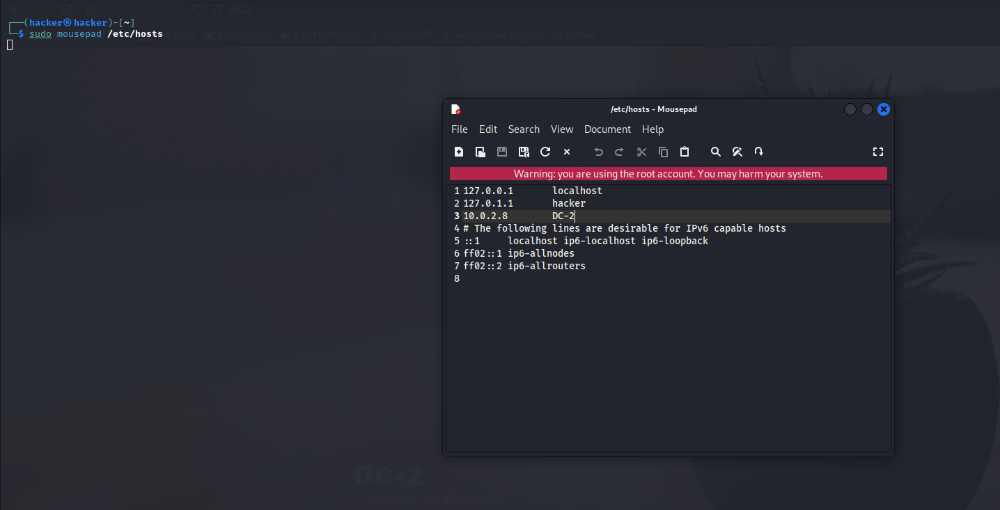 dc-2
┌──(hacker㉿hacker)-[~]
└─$ sudo mousepad /etc/hosts
Docs Kali Forums Kali NetHunter Exploit-DB Google Hacking DB OffSec
/etc/hosts - Mousepad
File Edit Search View Document Help
Warning: you are using the root account. You may harm your system.
1 127.0.0.1 localhost
2 127.0.1.1 hacker
3 10.0.2.8 DC-2
4 # The following lines are desirable for IPv6 capable hosts
5 ::1 localhost ip6-localhost ip6-loopback
6 ff02::1 ip6-allnodes
7 ff02::2 ip6-allrouters
8
DC-2
Just another WordPress site